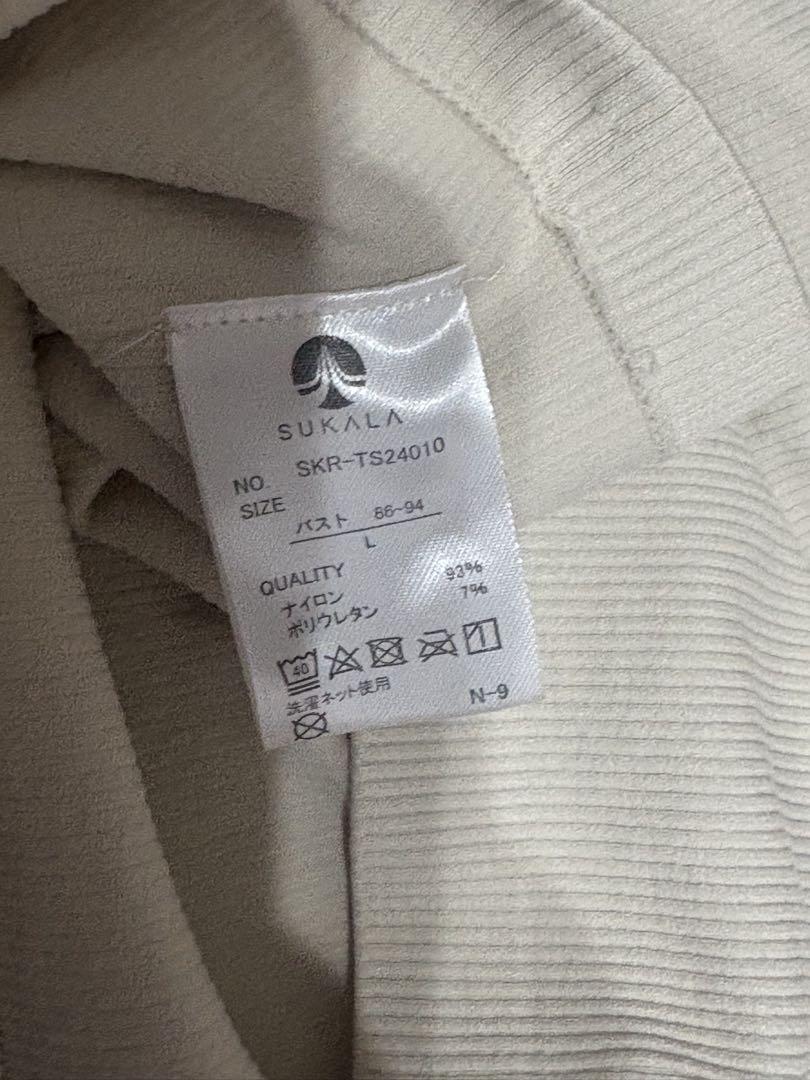 SUKALA
NO. SKR-TS24010
SIZE
バスト 86-94
L
QUALITY
ナイロン 93%
ポリウレタン 7%
40
洗濯ネット使用
N-9